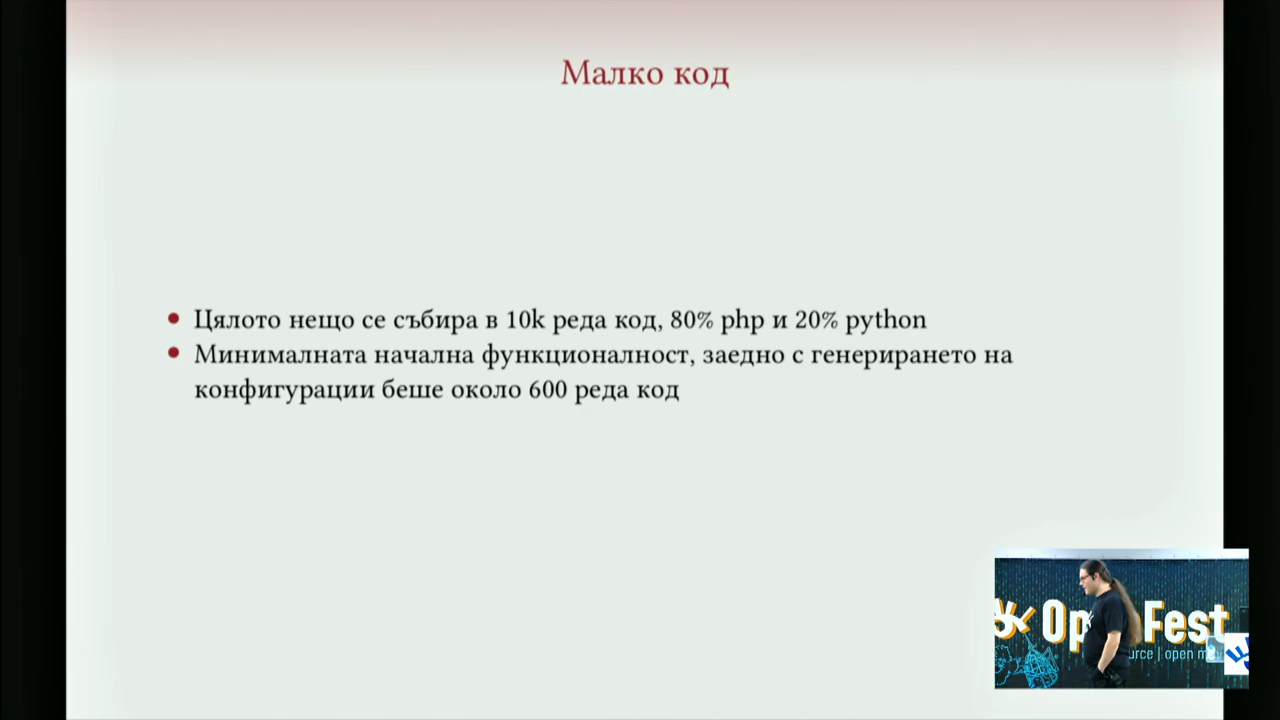 Малко код
Цялото нещо се събира в 10k реда код, 80% php и 20% python
Минималната начална функционалност, заедно с генерирането на
конфигурации беше около 600 реда код
Fest